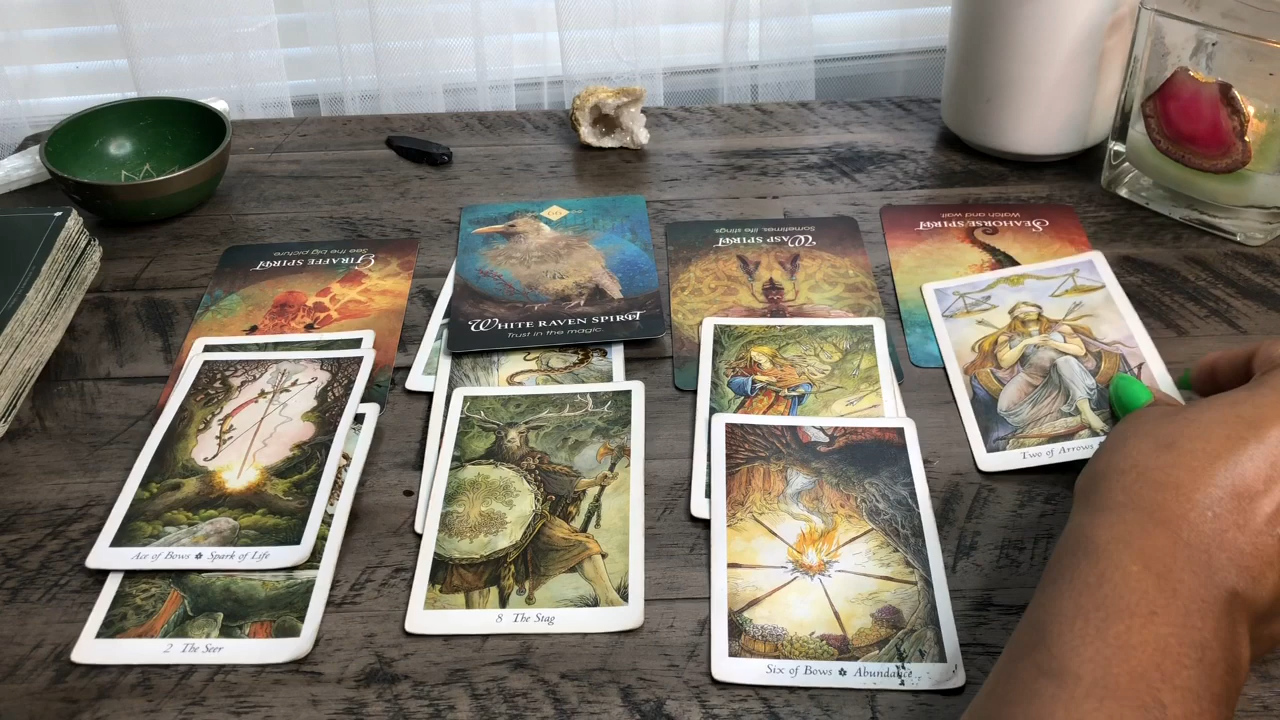 GIRAFFE SPIRIT
See the big picture
66
WHITE RAVEN SPIRIT
Trust in the magic.
WASP SPIRIT
Sometimes, life stings
SEAHORSE SPIRIT
Watch and wait
Ace of Bows ✽ Spark of Life
2 The Seer
8 The Stag
Six of Bows ✽ Abundance
Two of Arrows